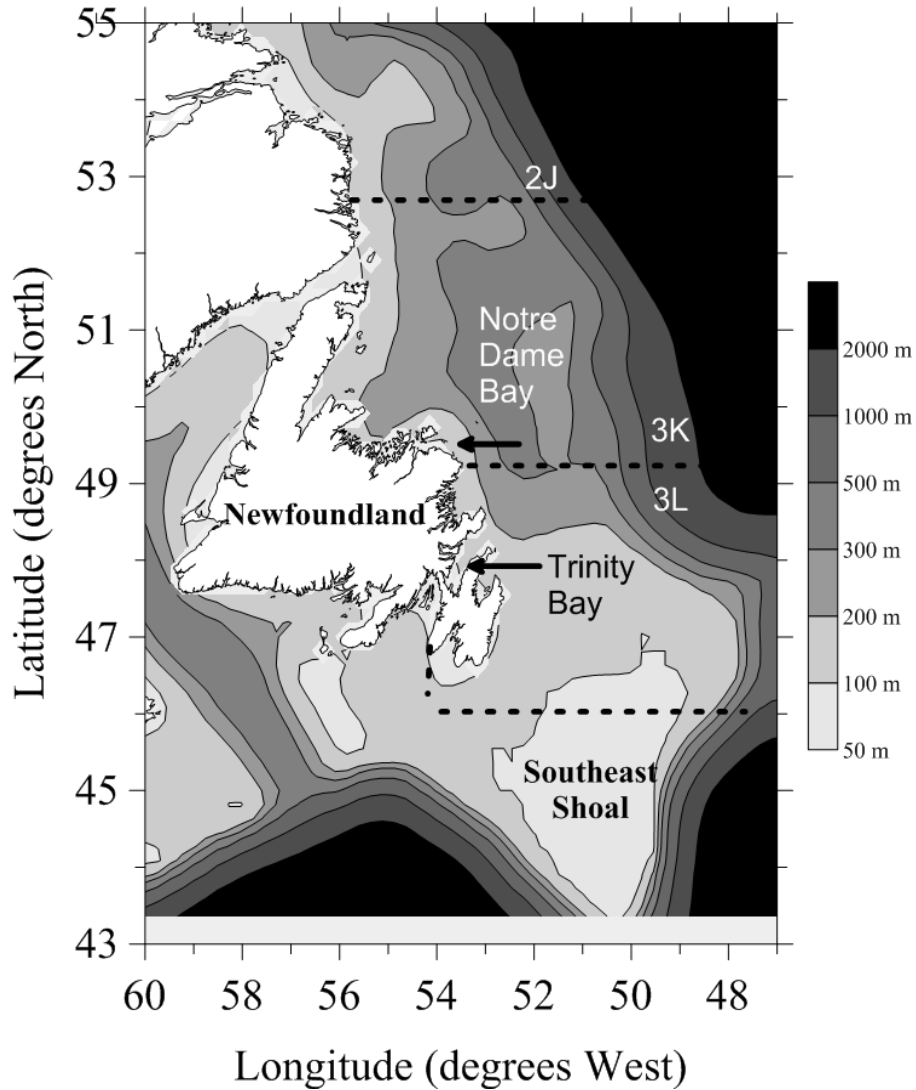 55
53
51
49
47
45
43
Latitude (degrees North)
2J
Notre
Dame
Bay
3K
3L
Newfoundland
Trinity
Bay
Southeast
Shoal
2000 m
1000 m
500 m
300 m
200 m
100 m
50 m
60 58 56 54 52 50 48
Longitude (degrees West)